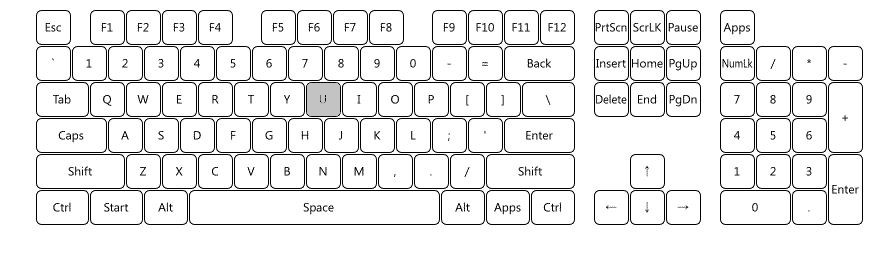 Esc F1 F2 F3 F4 F5 F6 F7 F8 F9 F10 F11 F12 PrtScn ScrLK Pause Apps
` 1 2 3 4 5 6 7 8 9 0 - = Back Insert Home PgUp NumLk / * -
Tab Q W E R T Y U I O P [ ] \ Delete End PgDn 7 8 9 +
Caps A S D F G H J K L ; ' Enter 4 5 6
Shift Z X C V B N M , . / Shift ↑ 1 2 3 Enter
Ctrl Start Alt Space Alt Apps Ctrl ← ↓ → 0 .